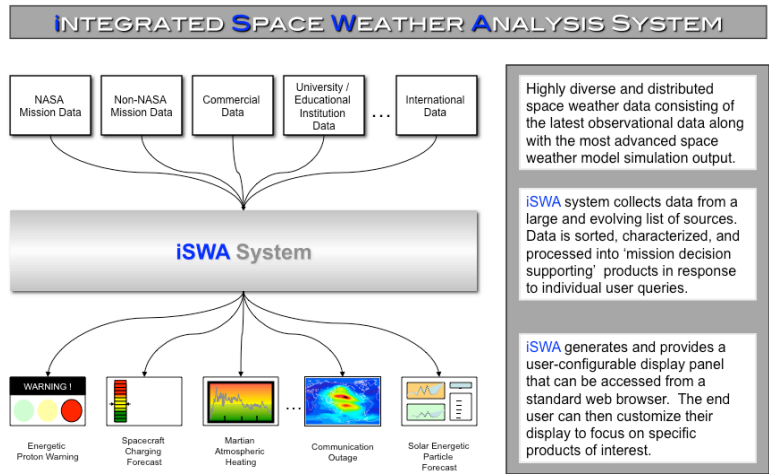 iNTEGRATED SPACE WEATHER ANALYSIS SYSTEM
NASA
Mission Data
Non-NASA
Mission Data
Commercial
Data
University /
Educational
Institution
Data
...
International
Data
iSWA System
WARNING !
Energetic
Proton Warning
Spacecraft
Charging
Forecast
Martian
Atmospheric
Heating
...
Communication
Outage
Solar Energetic
Particle
Forecast
Highly diverse and distributed
space weather data consisting of
the latest observational data along
with the most advanced space
weather model simulation output.
iSWA system collects data from a
large and evolving list of sources.
Data is sorted, characterized, and
processed into ‘mission decision
supporting’ products in response
to individual user queries.
iSWA generates and provides a
user-configurable display panel
that can be accessed from a
standard web browser. The end
user can then customize their
display to focus on specific
products of interest.